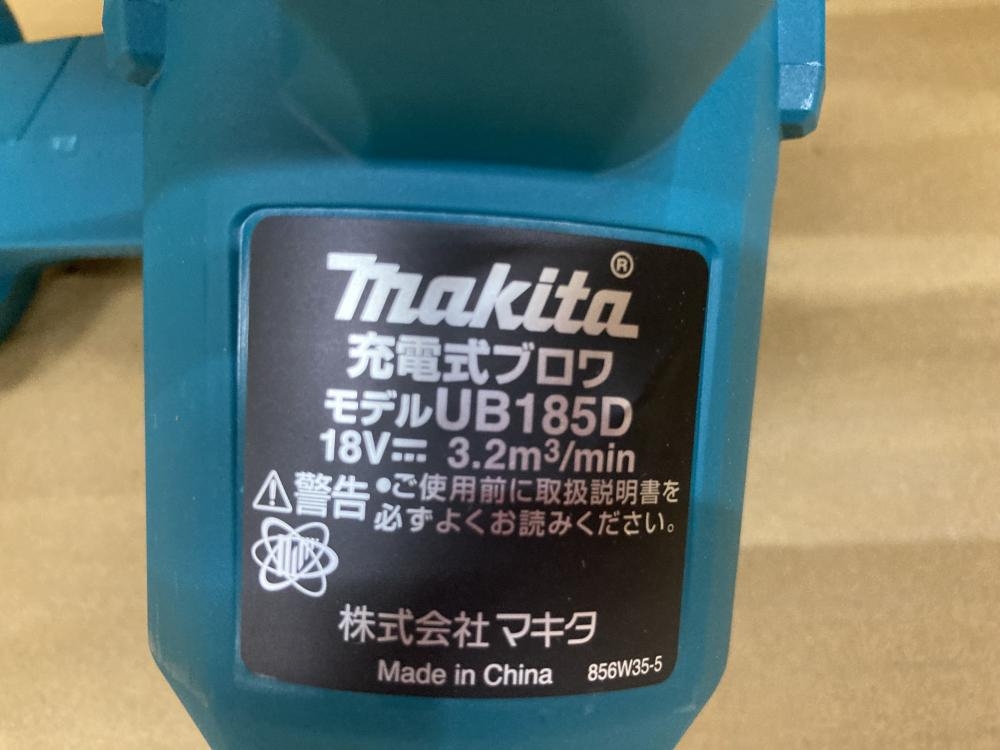 makita®
充電式ブロワ
モデルUB185D
18V⎓ 3.2m³/min
⚠警告 •ご使用前に取扱説明書を
必ずよくお読みください。
株式会社マキタ
Made in China 856W35-5